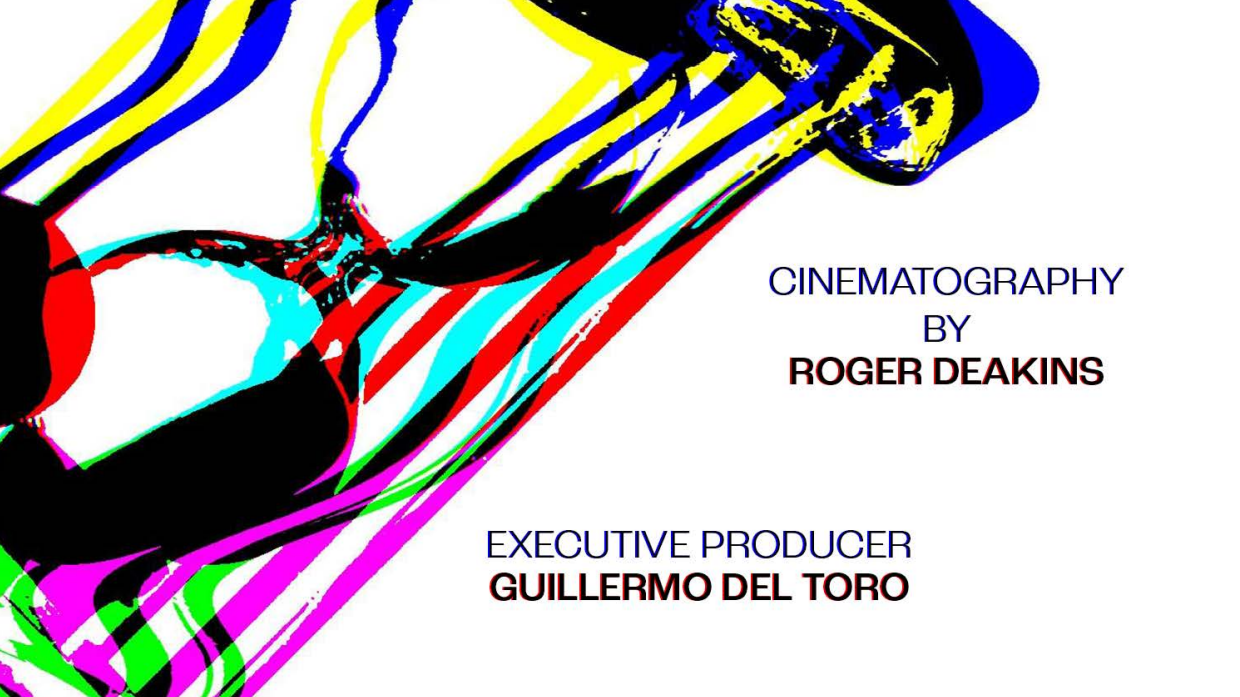 CINEMATOGRAPHY
BY
ROGER DEAKINS
EXECUTIVE PRODUCER
GUILLERMO DEL TORO